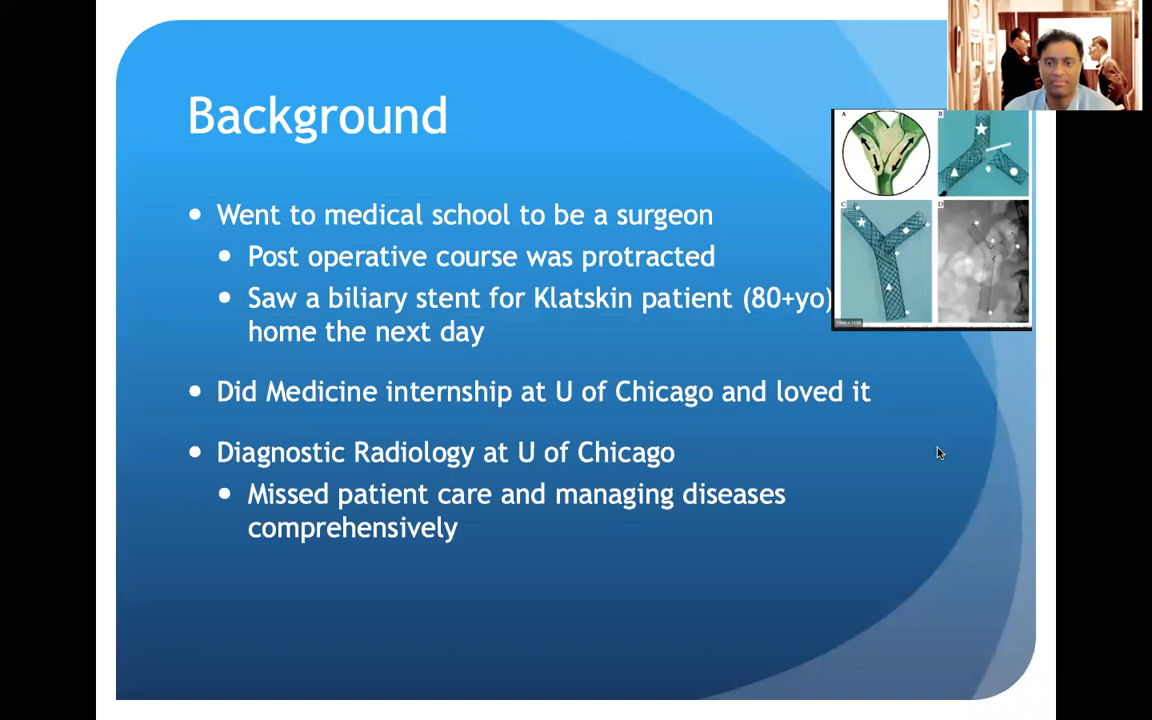 Background
Went to medical school to be a surgeon
Post operative course was protracted
Saw a biliary stent for Klatskin patient (80+yo)
home the next day
Did Medicine internship at U of Chicago and loved it
Diagnostic Radiology at U of Chicago
Missed patient care and managing diseases
comprehensively
A
B
C
D